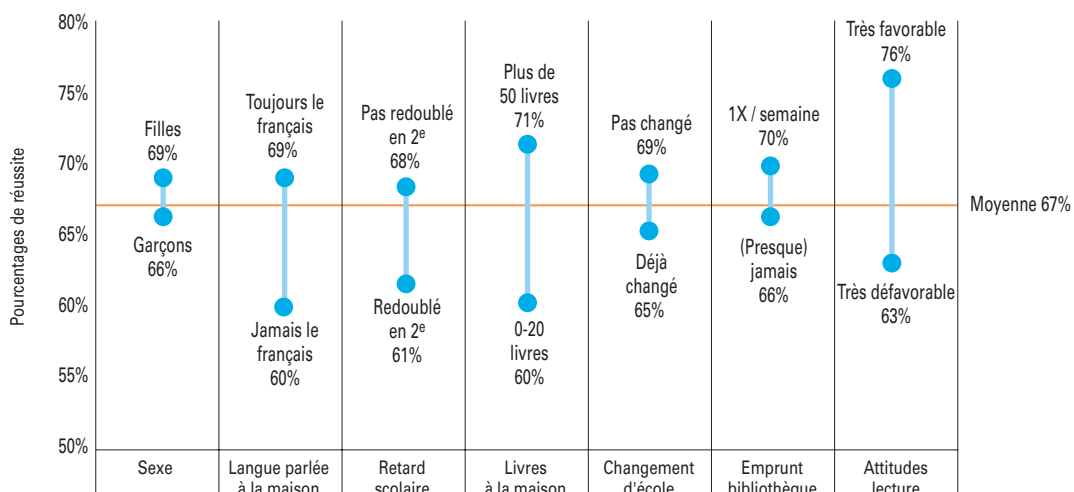 Pourcentages de réussite
80%
75%
70%
65%
60%
55%
50%
Filles
69%
Garçons
66%
Toujours le
français
69%
Jamais le
français
60%
Pas redoublé
en 2e
68%
Redoublé
en 2e
61%
Plus de
50 livres
71%
0-20
livres
60%
Pas changé
69%
Déjà
changé
65%
1X / semaine
70%
(Presque)
jamais
66%
Très favorable
76%
Très défavorable
63%
Moyenne 67%
Sexe
Langue parlée
à la maison
Retard
scolaire
Livres
à la maison
Changement
d'école
Emprunt
bibliothèque
Attitudes
lecture